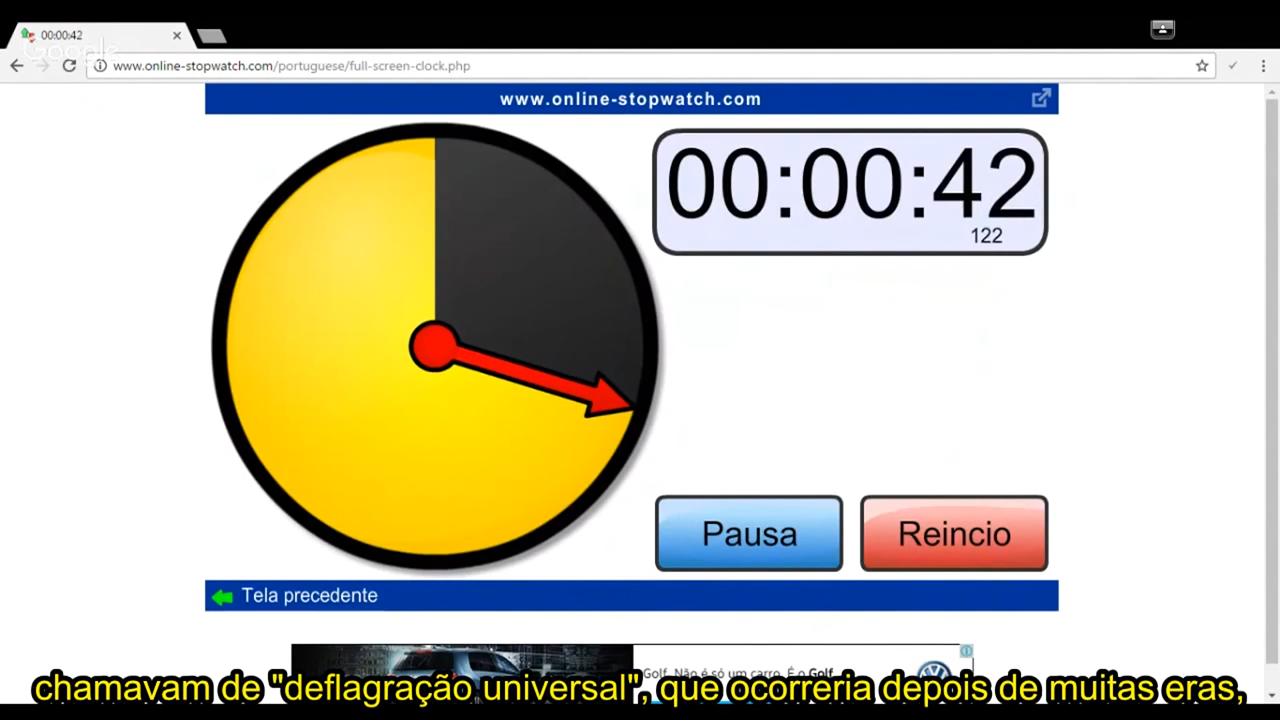 00:00:42
Google
www.online-stopwatch.com/portuguese/full-screen-clock.php
www.online-stopwatch.com
00:00:42
122
Pausa
Reincio
Tela precedente
Golf. Não é só um carro. É o Golf.
chamavam de "deflagração universal", que ocorreria depois de muitas eras,